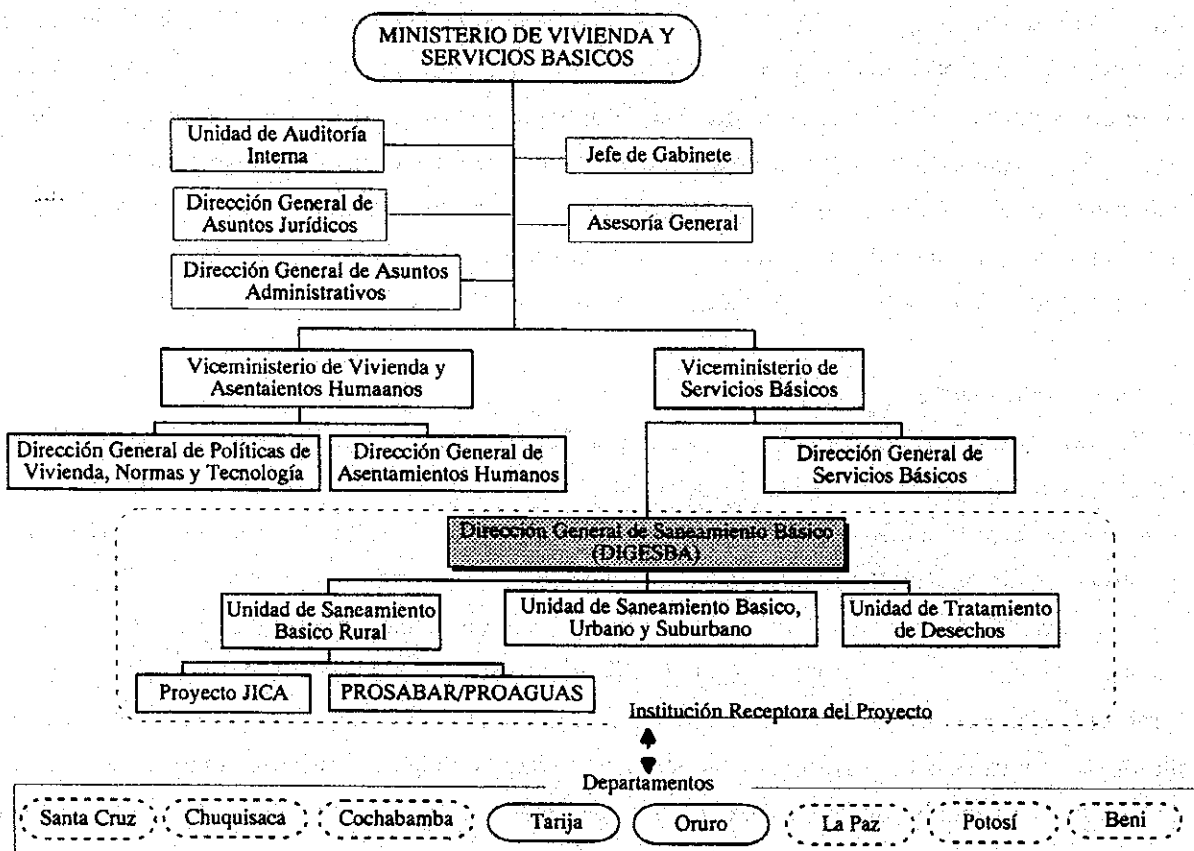 MINISTERIO DE VIVIENDA Y
SERVICIOS BASICOS
Unidad de Auditoría
Interna
Jefe de Gabinete
Dirección General de
Asuntos Jurídicos
Asesoría General
Dirección General de Asuntos
Administrativos
Viceministerio de Vivienda y
Asentaientos Humaanos
Viceministerio de
Servicios Básicos
Dirección General de Políticas de
Vivienda, Normas y Tecnología
Dirección General de
Asentamientos Humanos
Dirección General de
Servicios Básicos
Dirección General de Saneamiento Básico
(DIGESBA)
Unidad de Saneamiento
Basico Rural
Unidad de Saneamiento Basico,
Urbano y Suburbano
Unidad de Tratamiento
de Desechos
Proyecto JICA
PROSABAR/PROAGUAS
Institución Receptora del Proyecto
Departamentos
Santa Cruz
Chuquisaca
Cochabamba
Tarija
Oruro
La Paz
Potosí
Beni